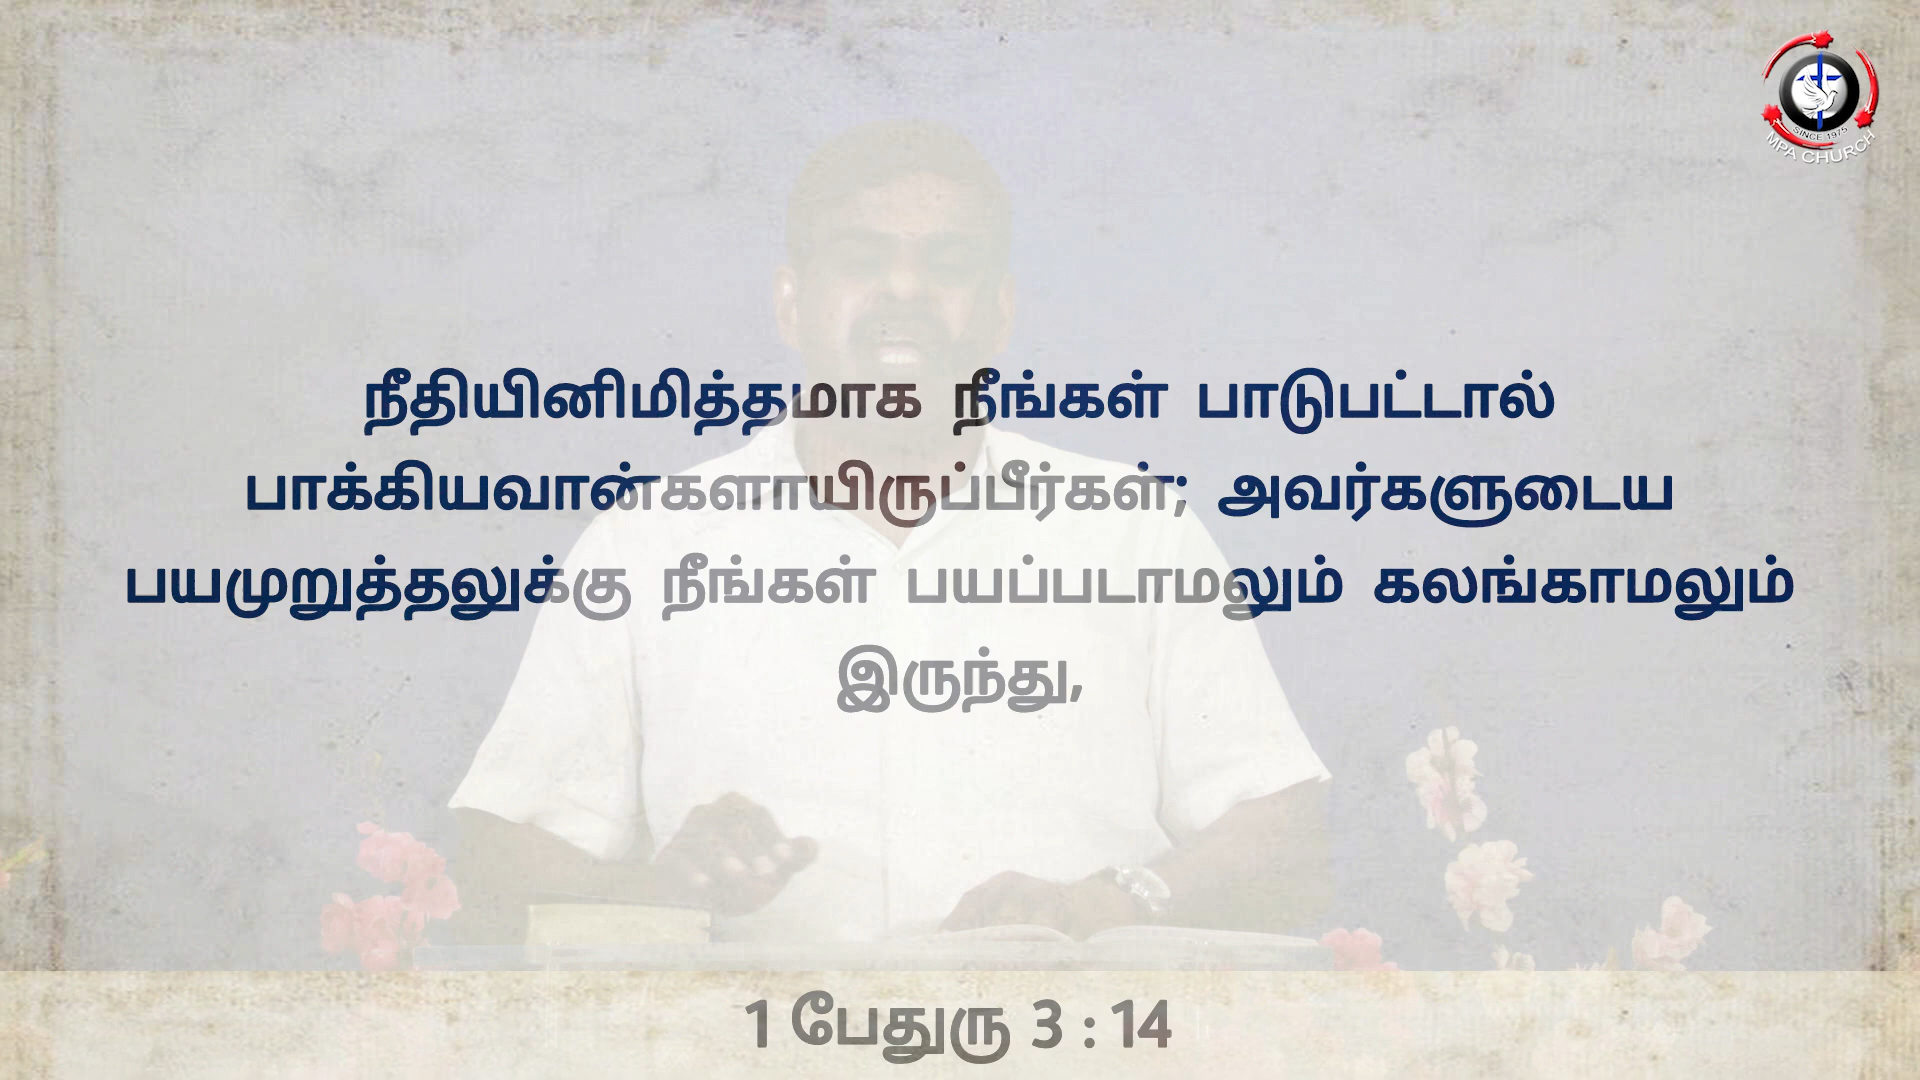 SINCE 1975
MPA CHURCH
நீதியினிமித்தமாக நீங்கள் பாடுபட்டால்
பாக்கியவான்களாயிருப்பீர்கள்; அவர்களுடைய
பயமுறுத்தலுக்கு நீங்கள் பயப்படாமலும் கலங்காமலும்
இருந்து,
1 பேதுரு 3 : 14